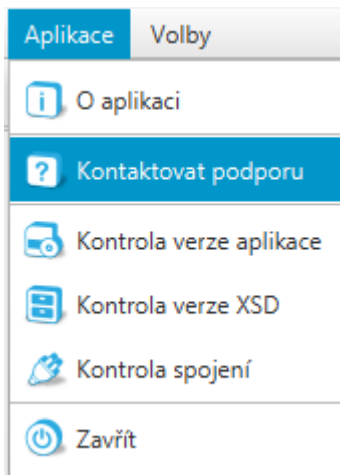 Aplikace Volby
O aplikaci
Kontaktovat podporu
Kontrola verze aplikace
Kontrola verze XSD
Kontrola spojení
Zavřít